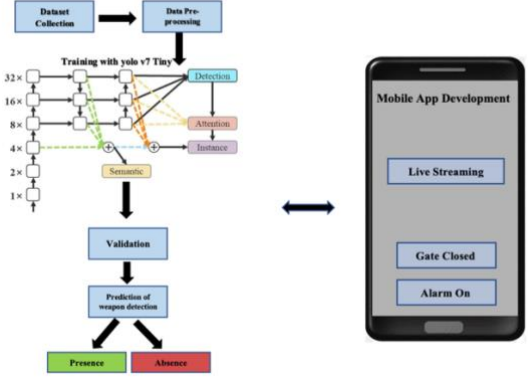 Dataset
Collection
Data Pre-
processing
Training with yolo v7 Tiny
32×
16×
8×
4×
2×
1×
Detection
Attention
Instance
Semantic
Validation
Prediction of
weapon detection
Presence
Absence
Mobile App Development
Live Streaming
Gate Closed
Alarm On